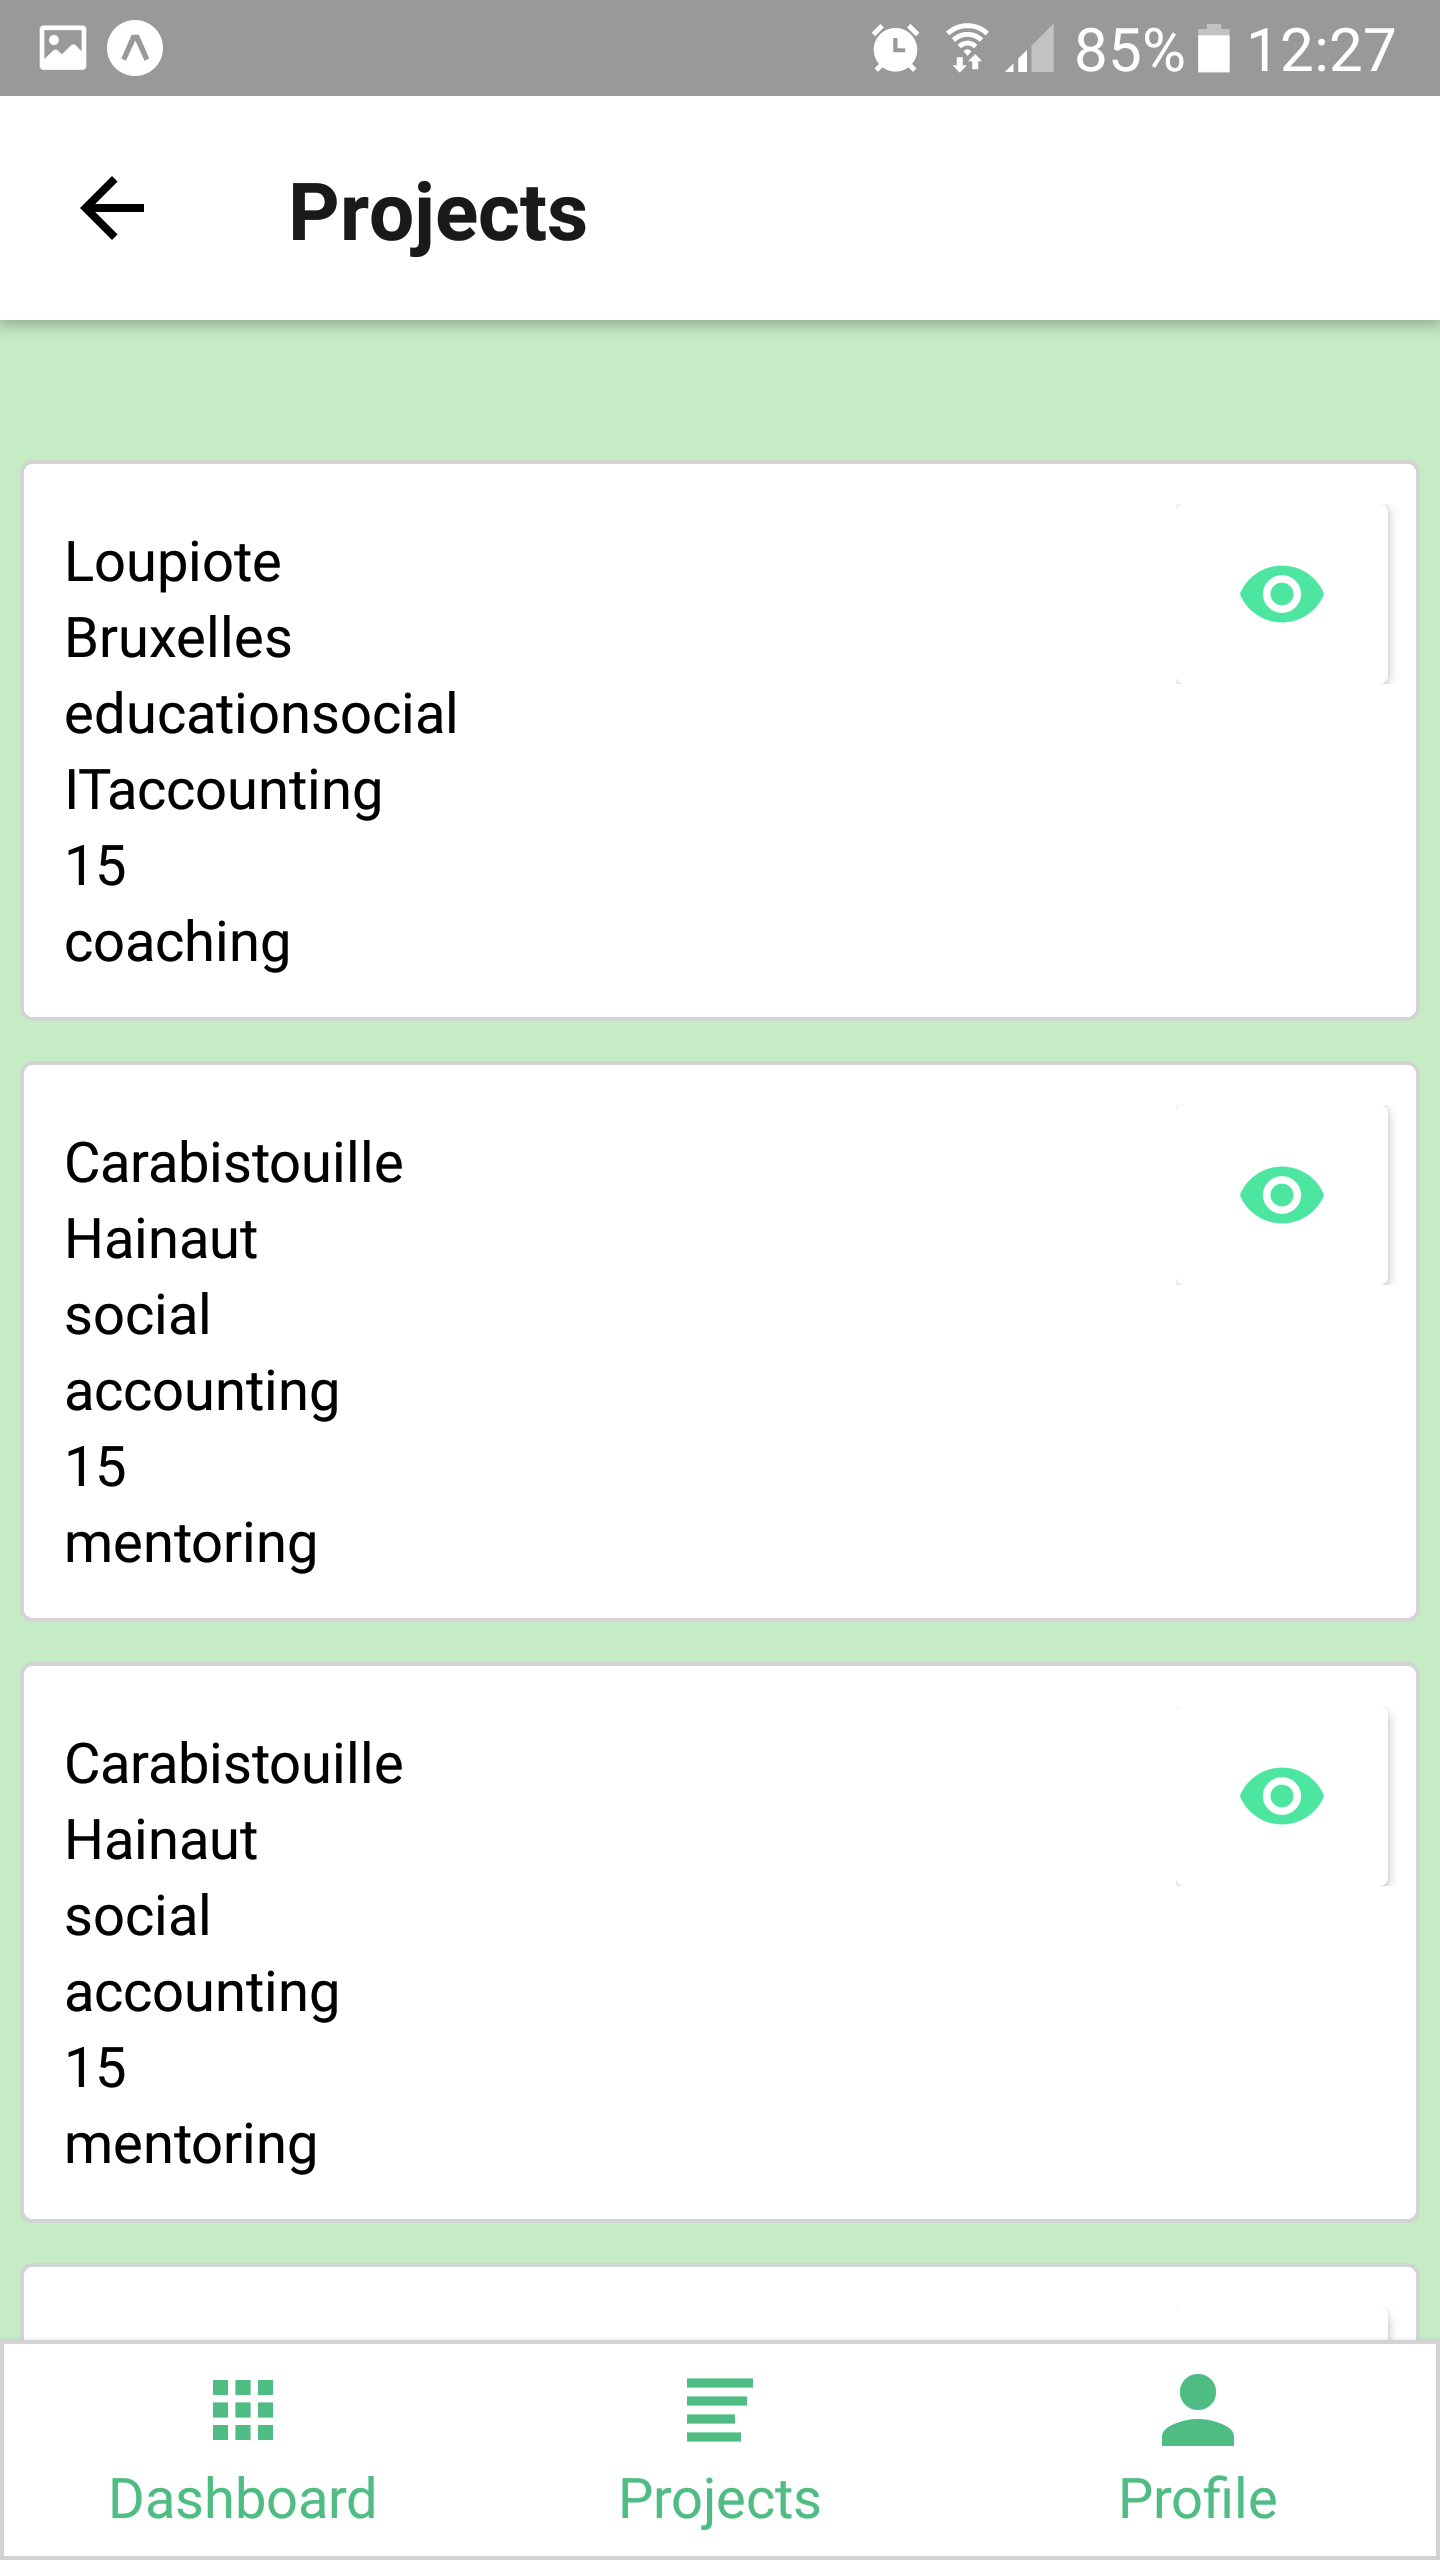 85% 12:27
Projects
Loupiote
Bruxelles
educationsocial
ITaccounting
15
coaching
Carabistouille
Hainaut
social
accounting
15
mentoring
Carabistouille
Hainaut
social
accounting
15
mentoring
Dashboard Projects Profile